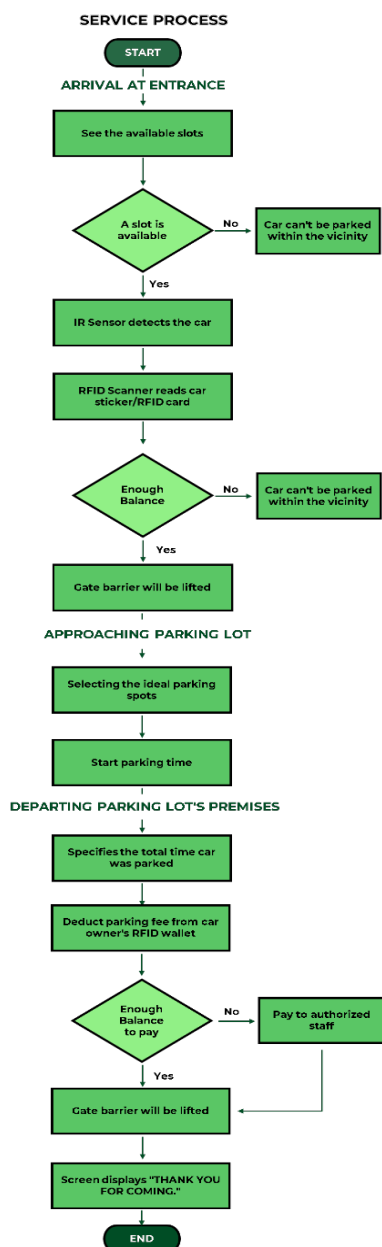 SERVICE PROCESS
START
ARRIVAL AT ENTRANCE
See the available slots
A slot is
available
No
Car can't be parked
within the vicinity
Yes
IR Sensor detects the car
RFID Scanner reads car
sticker/RFID card
Enough
Balance
No
Car can't be parked
within the vicinity
Yes
Gate barrier will be lifted
APPROACHING PARKING LOT
Selecting the ideal parking
spots
Start parking time
DEPARTING PARKING LOT'S PREMISES
Specifies the total time car
was parked
Deduct parking fee from car
owner's RFID wallet
Enough
Balance
to pay
No
Pay to authorized
staff
Yes
Gate barrier will be lifted
Screen displays "THANK YOU
FOR COMING."
END